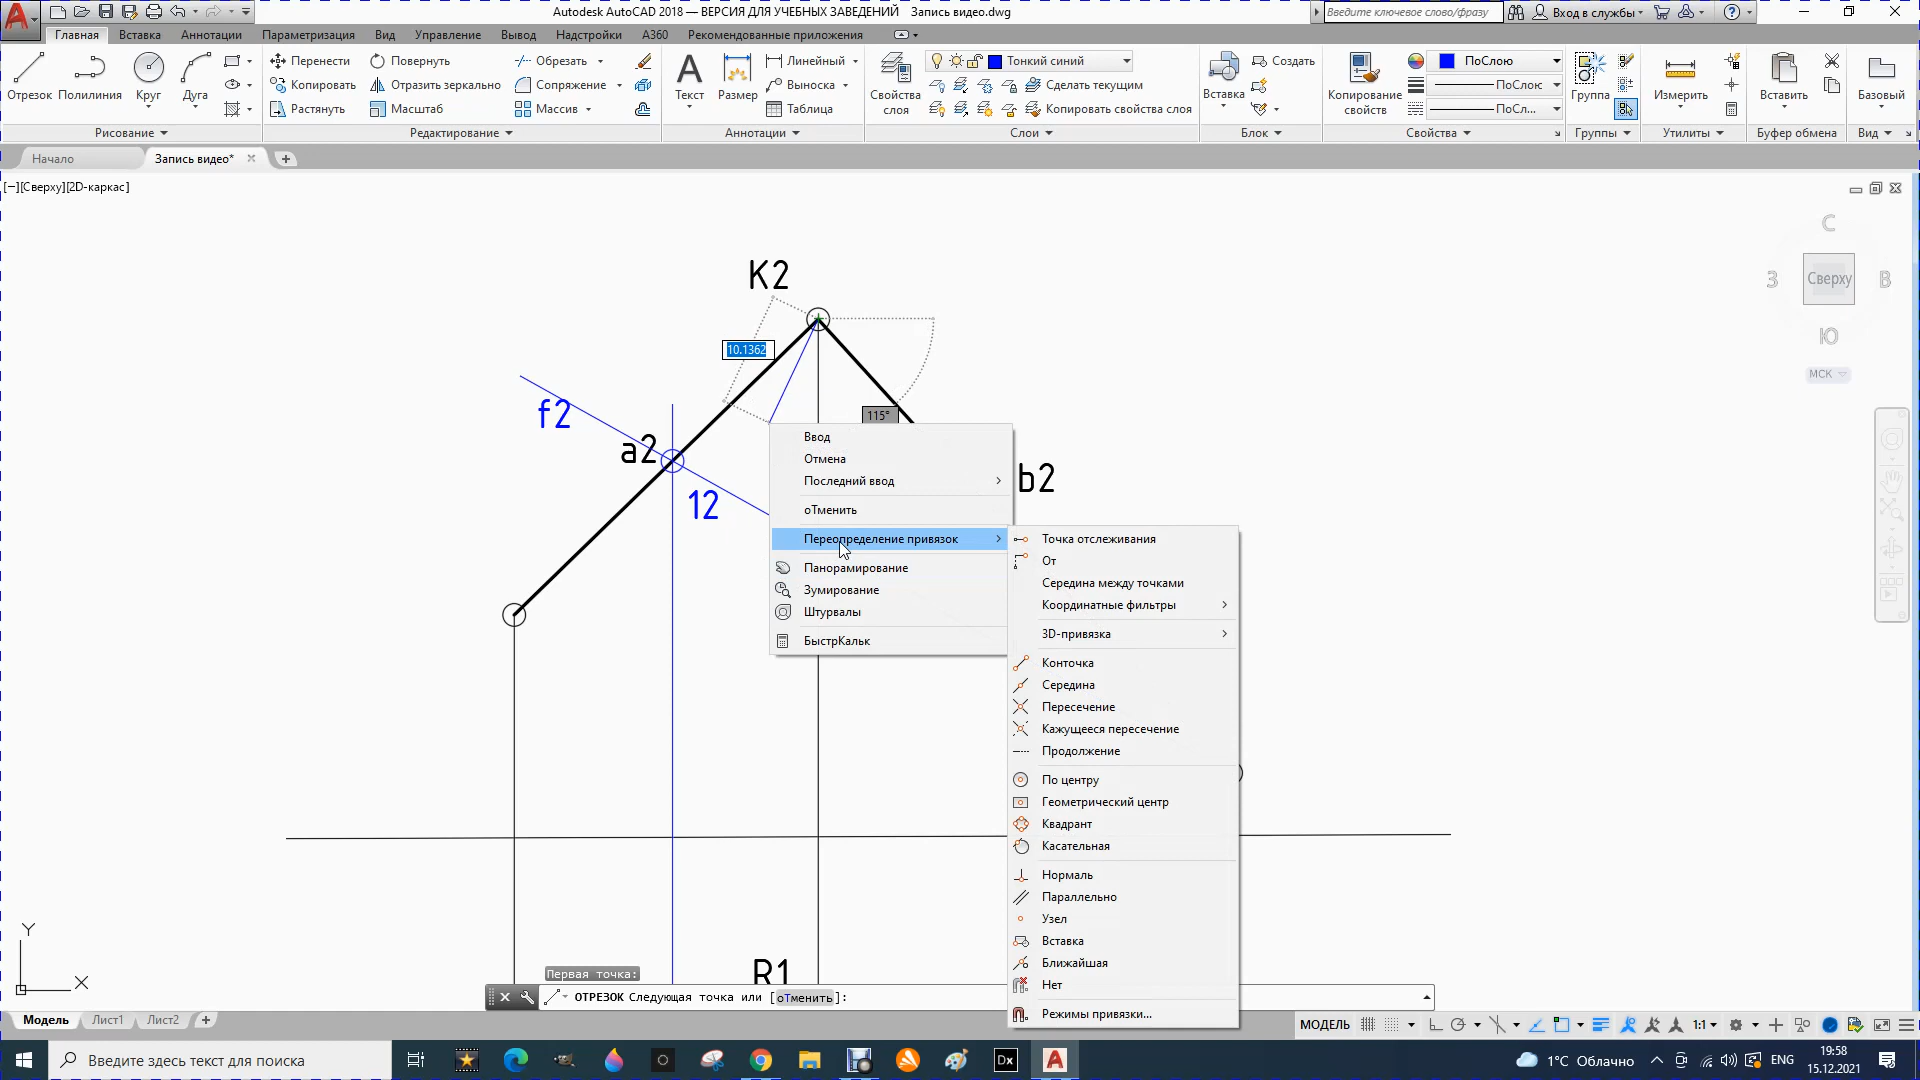 Autodesk AutoCAD 2018 — ВЕРСИЯ ДЛЯ УЧЕБНЫХ ЗАВЕДЕНИЙ Запись видео.dwg
Введите ключевое слово/фразу
Вход в службы
Главная Вставка Аннотации Параметризация Вид Управление Вывод Надстройки A360 Рекомендованные приложения
Отрезок Полилиния Круг Дуга
Перенести Повернуть Обрезать
Копировать Отразить зеркально Сопряжение
Растянуть Масштаб Массив
Текст Размер
Линейный
Выноска
Таблица
Свойства слоя
Тонкий синий
Сделать текущим
Копировать свойства слоя
Вставка
Создать
Копирование свойств
ПоСлою
ПоСлою
ПоСл...
Группа
Измерить
Вставить
Базовый
Рисование Редактирование Аннотации Слои Блок Свойства Группы Утилиты Буфер обмена Вид
Начало Запись видео*
[−][Сверху][2D-каркас]
С
З Сверху В
Ю
МСК
K2
10.1362
f2
115°
a2
b2
12
Ввод
Отмена
Последний ввод
оТменить
Переопределение привязок
Панорамирование
Зумирование
Штурвалы
БыстрКальк
Точка отслеживания
От
Середина между точками
Координатные фильтры
3D-привязка
Конточка
Середина
Пересечение
Кажущееся пересечение
Продолжение
По центру
Геометрический центр
Квадрант
Касательная
Нормаль
Параллельно
Узел
Вставка
Ближайшая
Нет
Режимы привязки...
Y
X
R1
Первая точка:
ОТРЕЗОК Следующая точка или [оТменить]:
Модель Лист1 Лист2
МОДЕЛЬ
1:1
Введите здесь текст для поиска
Dx
1°C Облачно
ENG
19:58
15.12.2021